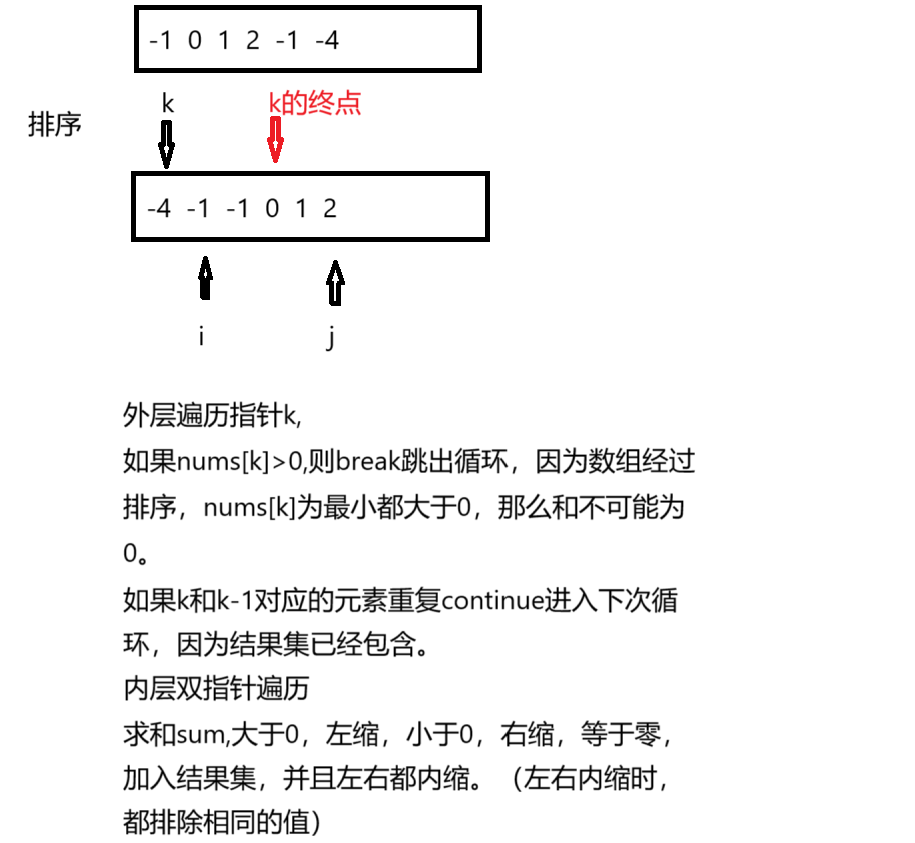 -1 0 1 2 -1 -4
k k的终点
排序
-4 -1 -1 0 1 2
i j
外层遍历指针k,
如果nums[k]>0,则break跳出循环，因为数组经过
排序，nums[k]为最小都大于0，那么和不可能为
0。
如果k和k-1对应的元素重复continue进入下次循
环，因为结果集已经包含。
内层双指针遍历
求和sum,大于0，左缩，小于0，右缩，等于零，
加入结果集，并且左右都内缩。（左右内缩时，
都排除相同的值）